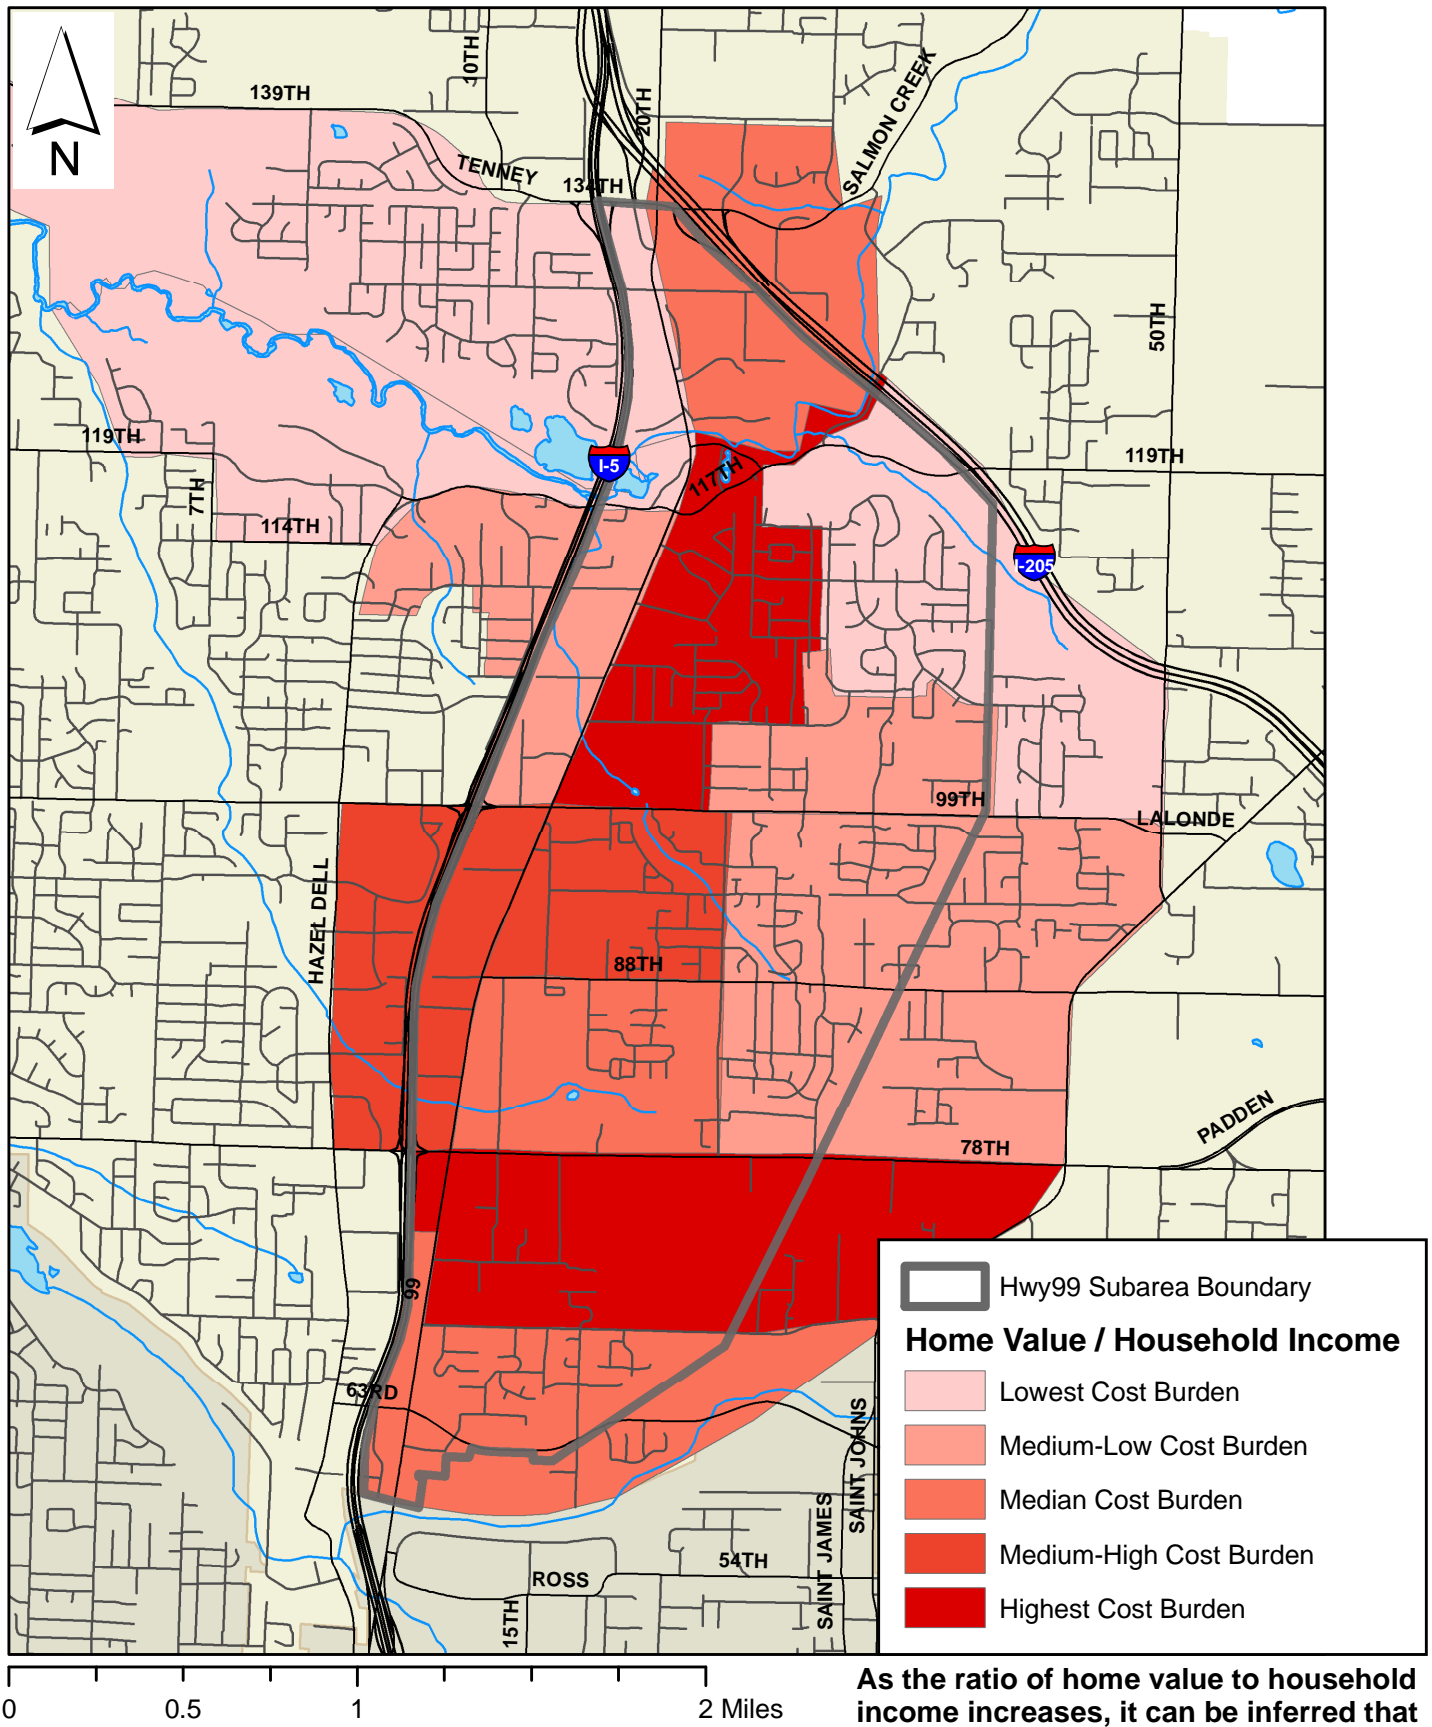 N
139TH
10TH
20TH
SALMON CREEK
TENNEY
134TH
50TH
119TH
7TH
I-5
117TH
119TH
114TH
I-205
99TH
LALONDE
HAZEL DELL
88TH
PADDEN
78TH
99
63RD
SAINT JOHNS
SAINT JAMES
54TH
ROSS
15TH
Hwy99 Subarea Boundary
Home Value / Household Income
Lowest Cost Burden
Medium-Low Cost Burden
Median Cost Burden
Medium-High Cost Burden
Highest Cost Burden
0 0.5 1 2 Miles
As the ratio of home value to household
income increases, it can be inferred that